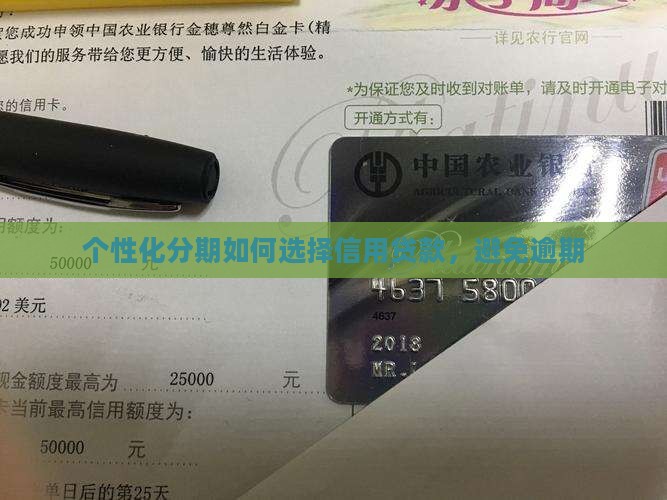 您成功申领中国农业银行金穗尊然白金卡(精
愿我们的服务带给您更方便、愉快的生活体验。
详见农行官网
*为保证您及时收到对账单，请及时开通电子对
您的信用卡。
开通方式有：
中国农业银
AGRICULTURAL BANK
用额度为：
个性化分期如何选择信用贷款，避免逾期
50000 元
4637 5800
2美元
4637
2018
MR.
现金额度最高为 25000 元
卡当前最高信用额度为：
50000 元
单日后的第25天